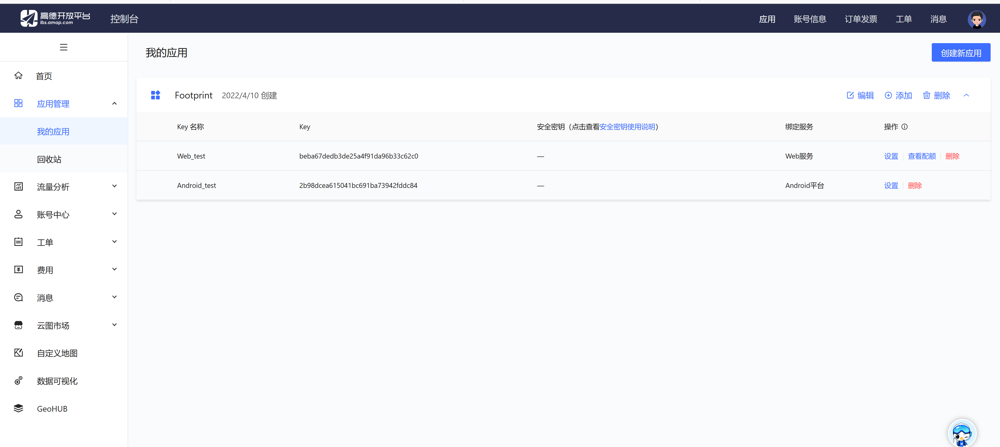 高德开放平台
lbs.amap.com
控制台
应用
账号信息
订单发票
工单
消息
首页
应用管理
我的应用
回收站
流量分析
账号中心
工单
费用
消息
云图市场
自定义地图
数据可视化
GeoHUB
我的应用
创建新应用
Footprint 2022/4/10 创建
编辑 添加 删除
Key 名称 Key 安全密钥（点击查看安全密钥使用说明） 绑定服务 操作
Web_test beba67dedb3de25a4f91da96b33c62c0 — Web服务 设置 查看配额 删除
Android_test 2b98dcea615041bc691ba73942fddc84 — Android平台 设置 删除